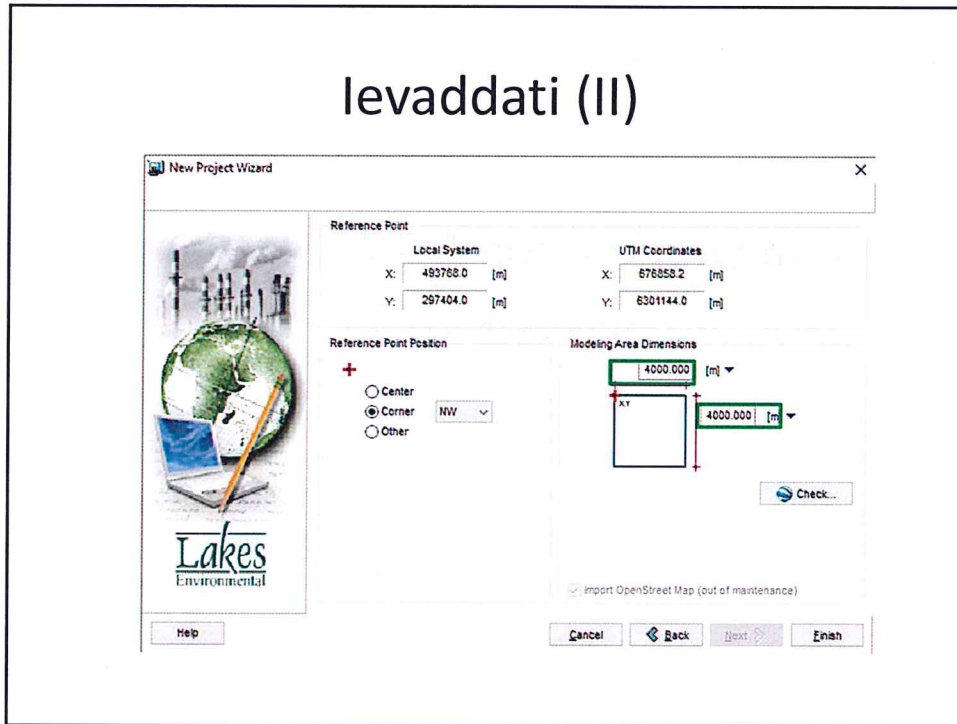 Ievaddati (II)
New Project Wizard
Reference Point
Local System
UTM Coordinates
X: 493768.0 [m]
X: 676858.2 [m]
Y: 297404.0 [m]
Y: 6301144.0 [m]
Reference Point Position
Modeling Area Dimensions
4000.000 [m]
Center
Corner NW
Other
X,Y
4000.000 [m
Check...
Lakes
Environmental
Import OpenStreet Map (out of maintenance)
Help
Cancel
Back
Next
Finish